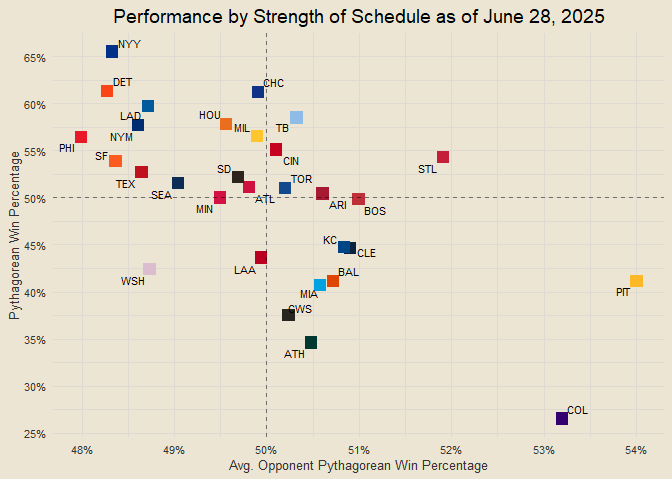 Performance by Strength of Schedule as of June 28, 2025
Pythagorean Win Percentage
65%
60%
55%
50%
45%
40%
35%
30%
25%
NYY
DET
CHC
LAD
NYM
HOU
MIL
TB
PHI
SF
CIN
STL
TEX
SEA
SD
TOR
ATL
MIN
ARI
BOS
KC
CLE
LAA
WSH
BAL
MIA
PIT
CWS
ATH
COL
48%
49%
50%
51%
52%
53%
54%
Avg. Opponent Pythagorean Win Percentage